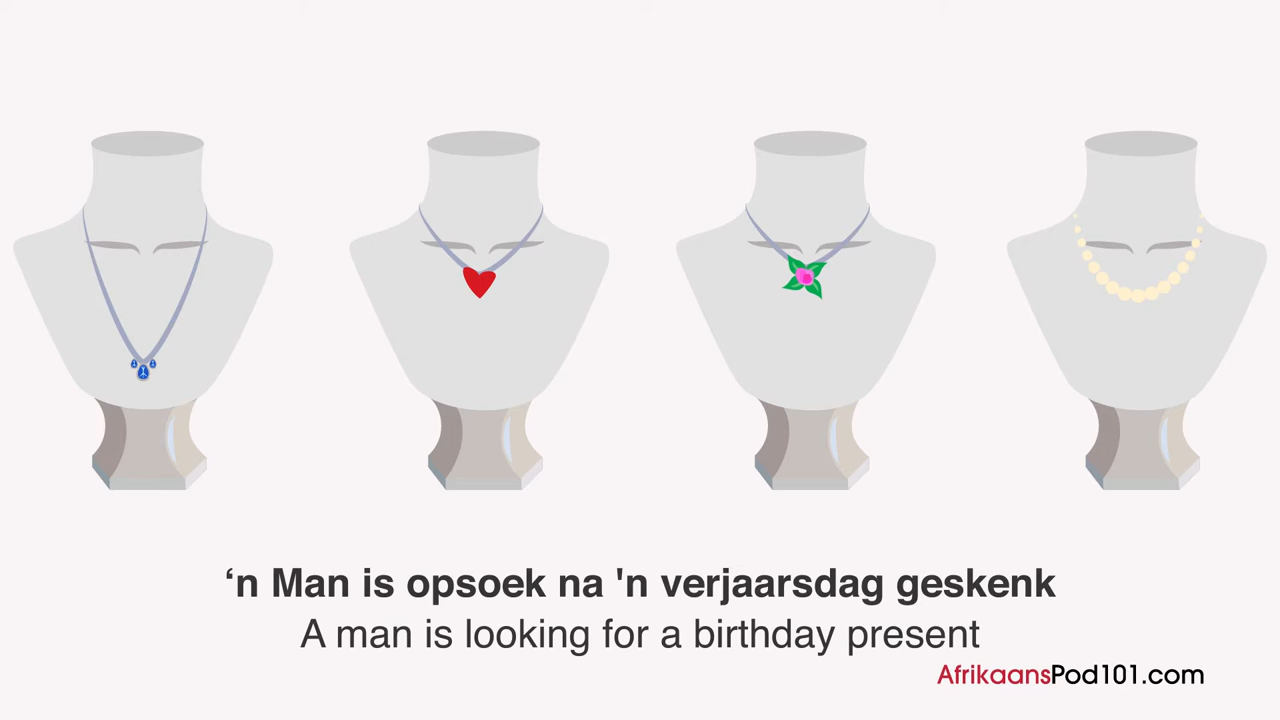 ‘n Man is opsoek na 'n verjaarsdag geskenk
A man is looking for a birthday present
AfrikaansPod101.com